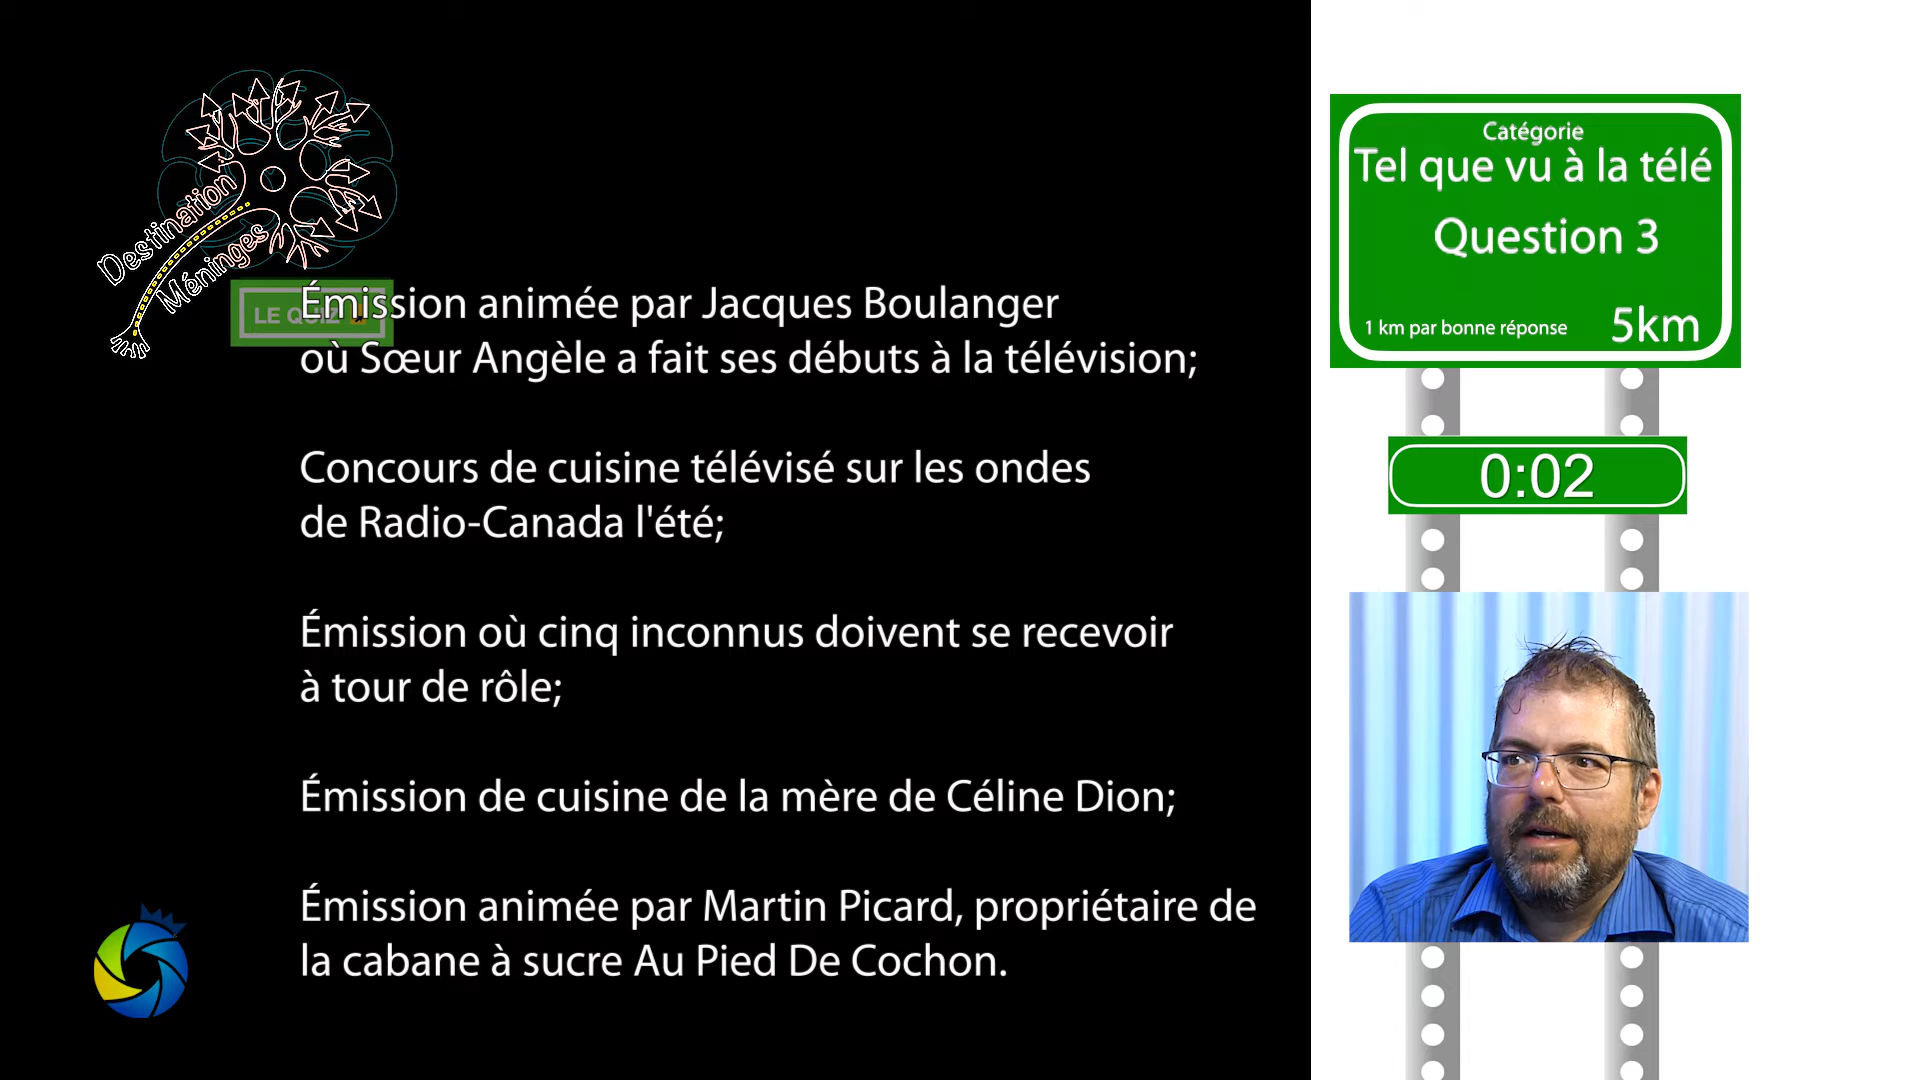 Destination
Méninges
LE QUIZ
Émission animée par Jacques Boulanger
où Sœur Angèle a fait ses débuts à la télévision;
Concours de cuisine télévisé sur les ondes
de Radio-Canada l'été;
Émission où cinq inconnus doivent se recevoir
à tour de rôle;
Émission de cuisine de la mère de Céline Dion;
Émission animée par Martin Picard, propriétaire de
la cabane à sucre Au Pied De Cochon.
Catégorie
Tel que vu à la télé
Question 3
1 km par bonne réponse
5km
0:02